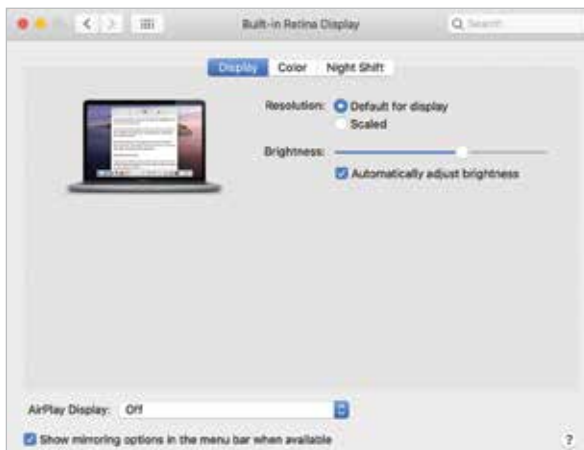 Built-in Retina Display
Search
Display Color Night Shift
Resolution: Default for display
Scaled
Brightness:
Automatically adjust brightness
AirPlay Display: Off
Show mirroring options in the menu bar when available
?